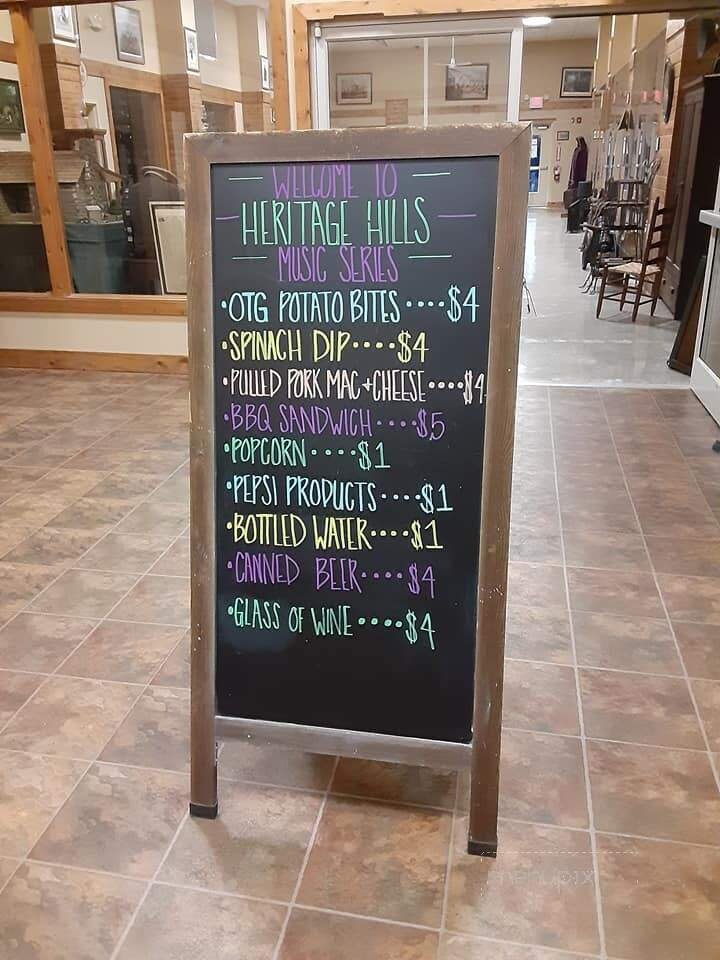 WELCOME TO
HERITAGE HILLS
MUSIC SERIES
•OTG POTATO BITES ····$4
•SPINACH DIP····$4
•PULLED PORK MAC+CHEESE····$4
•BBQ SANDWICH····$5
•POPCORN····$1
•PEPSI PRODUCTS····$1
•BOTTLED WATER····$1
•CANNED BEER····$4
•GLASS OF WINE····$4